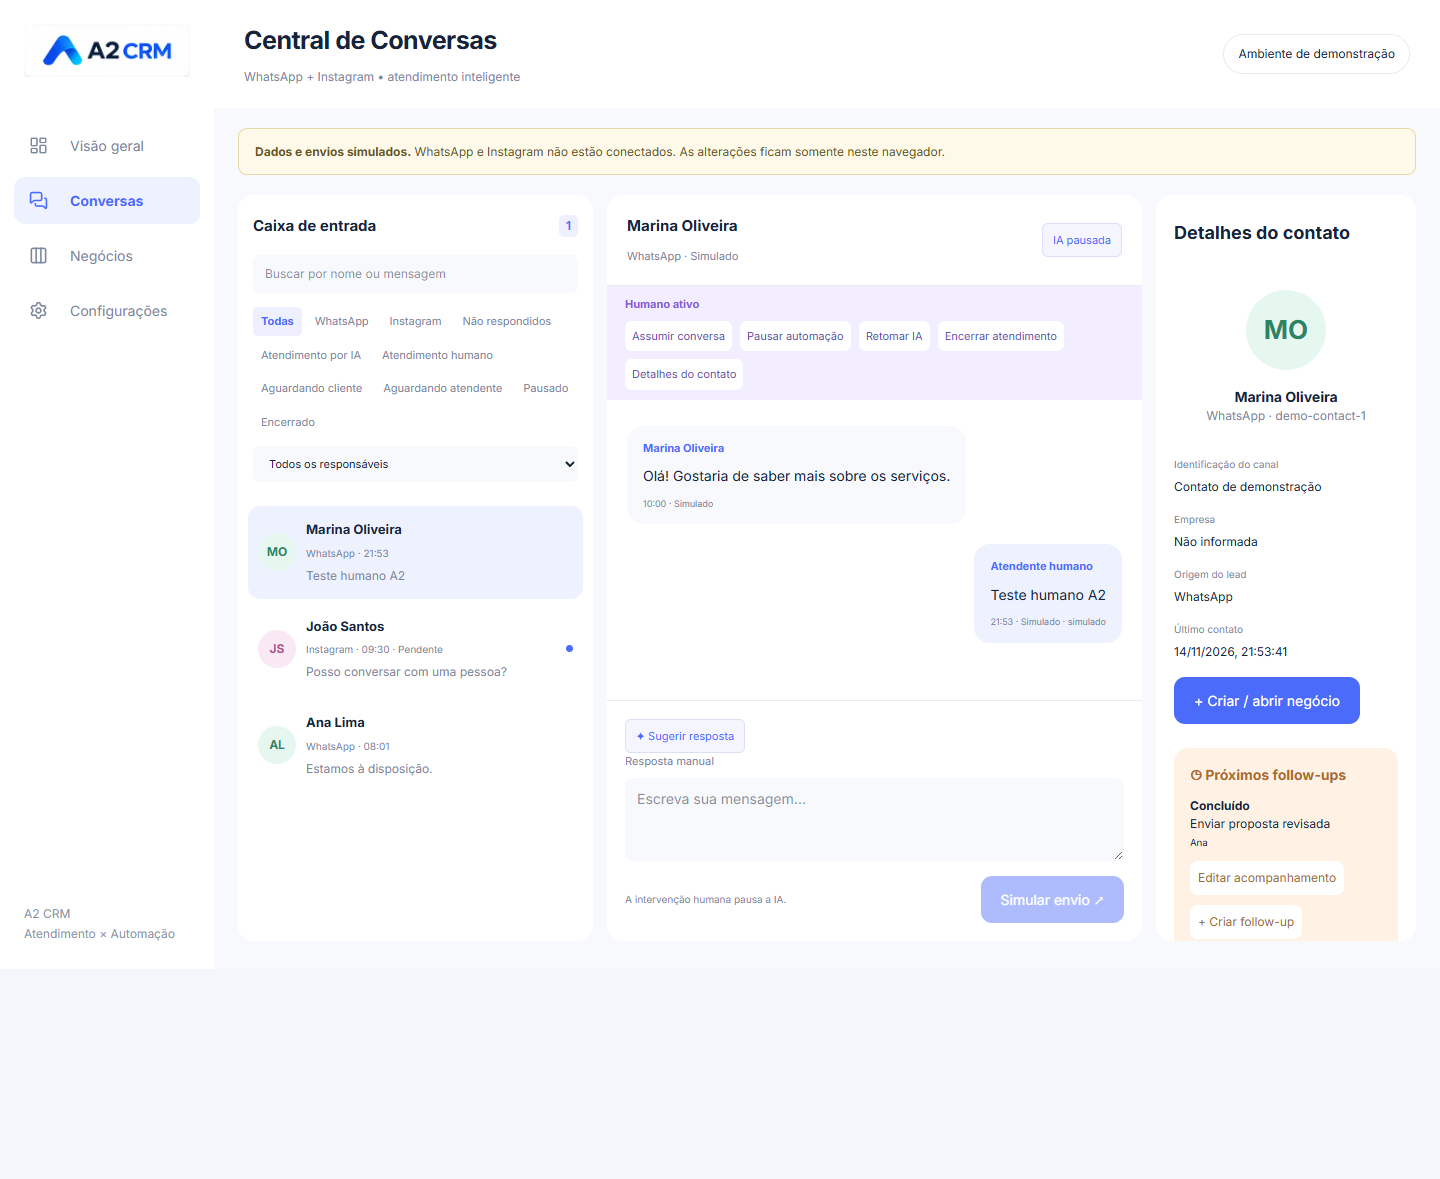 A2 CRM
Central de Conversas
WhatsApp + Instagram • atendimento inteligente
Ambiente de demonstração
Visão geral
Conversas
Negócios
Configurações
A2 CRM
Atendimento × Automação
Dados e envios simulados. WhatsApp e Instagram não estão conectados. As alterações ficam somente neste navegador.
Caixa de entrada
1
Buscar por nome ou mensagem
Todas WhatsApp Instagram Não respondidos
Atendimento por IA Atendimento humano
Aguardando cliente Aguardando atendente Pausado
Encerrado
Todos os responsáveis
MO
Marina Oliveira
WhatsApp · 21:53
Teste humano A2
JS
João Santos
Instagram · 09:30 · Pendente
Posso conversar com uma pessoa?
AL
Ana Lima
WhatsApp · 08:01
Estamos à disposição.
Marina Oliveira
WhatsApp · Simulado
IA pausada
Humano ativo
Assumir conversa Pausar automação Retomar IA Encerrar atendimento
Detalhes do contato
Marina Oliveira
Olá! Gostaria de saber mais sobre os serviços.
10:00 · Simulado
Atendente humano
Teste humano A2
21:53 · Simulado · simulado
✦ Sugerir resposta
Resposta manual
Escreva sua mensagem...
A intervenção humana pausa a IA.
Simular envio ↗
Detalhes do contato
MO
Marina Oliveira
WhatsApp · demo-contact-1
Identificação do canal
Contato de demonstração
Empresa
Não informada
Origem do lead
WhatsApp
Último contato
14/11/2026, 21:53:41
+ Criar / abrir negócio
◷ Próximos follow-ups
Concluído
Enviar proposta revisada
Ana
Editar acompanhamento
+ Criar follow-up